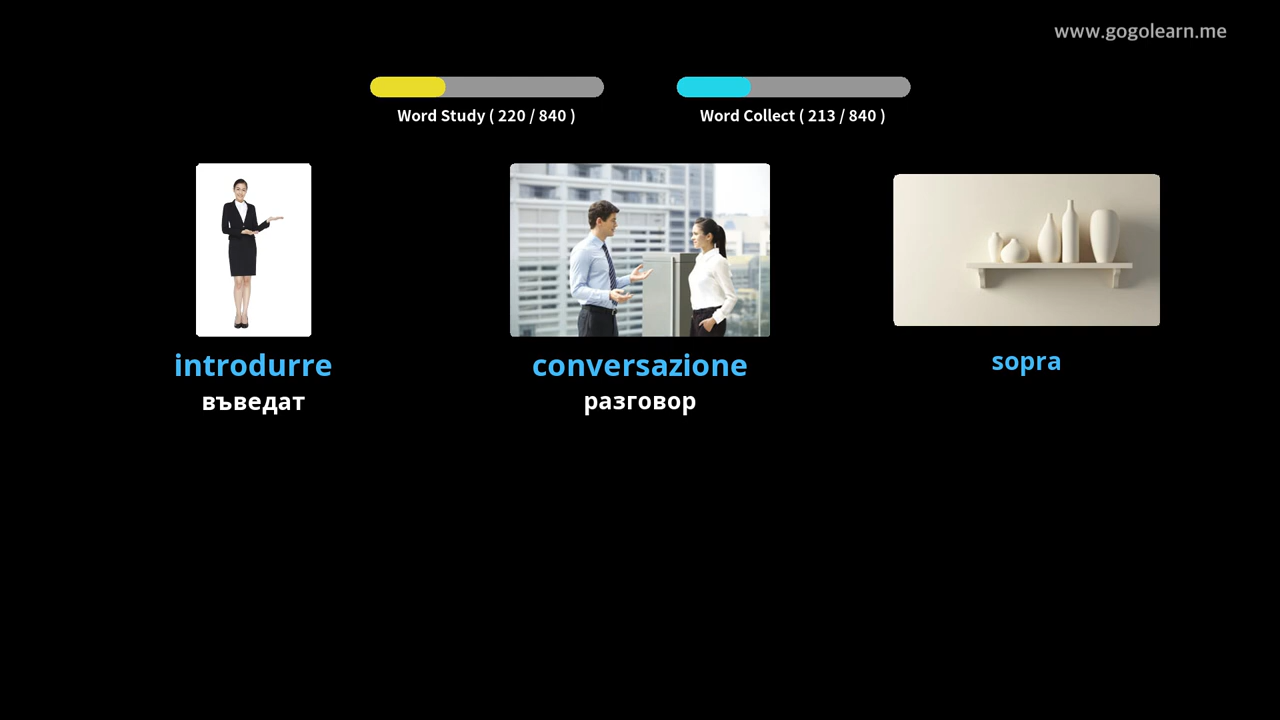 www.gogolearn.me
Word Study ( 220 / 840 )
Word Collect ( 213 / 840 )
introdurre
въведат
conversazione
разговор
sopra